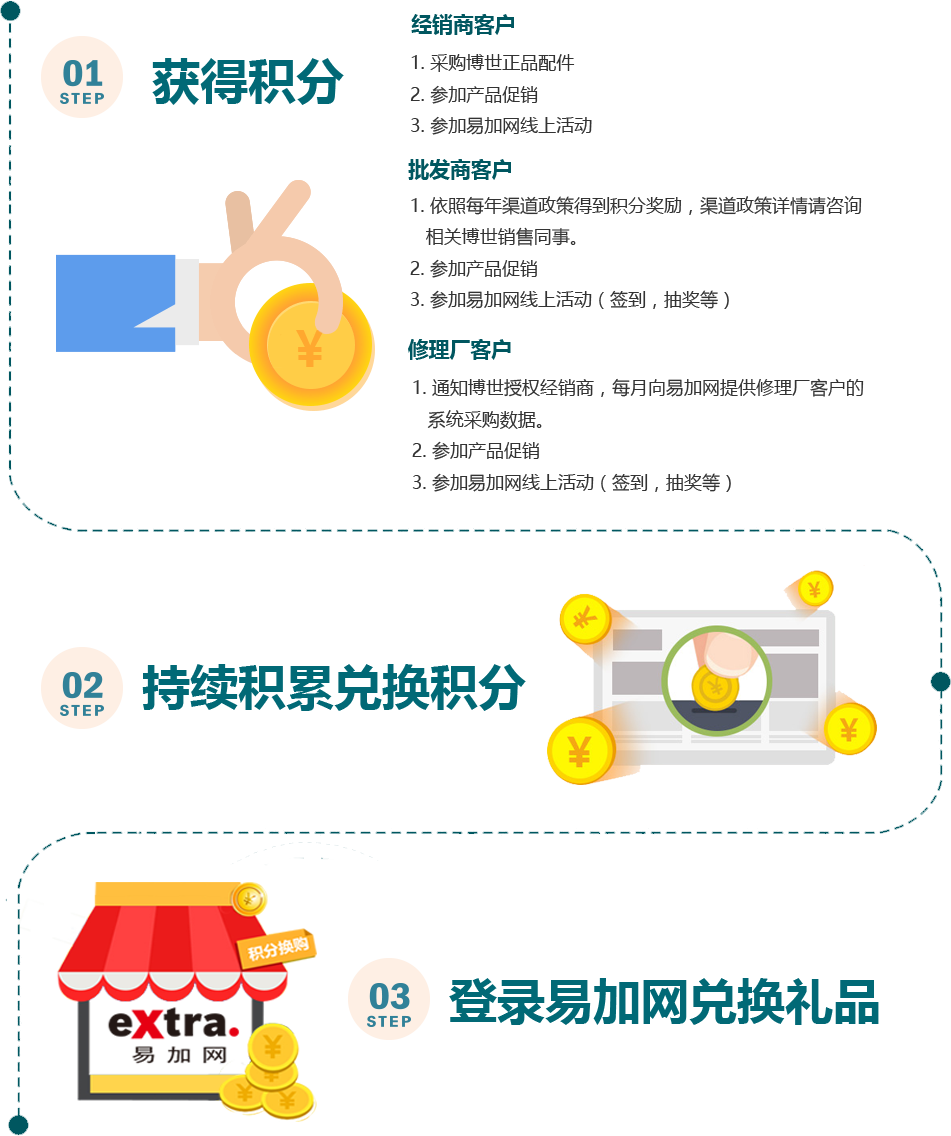 01
STEP
获得积分
经销商客户
1. 采购博世正品配件
2. 参加产品促销
3. 参加易加网线上活动
批发商客户
1. 依照每年渠道政策得到积分奖励，渠道政策详情请咨询
相关博世销售同事。
2. 参加产品促销
3. 参加易加网线上活动（签到，抽奖等）
修理厂客户
1. 通知博世授权经销商，每月向易加网提供修理厂客户的
系统采购数据。
2. 参加产品促销
3. 参加易加网线上活动（签到，抽奖等）
¥
02
STEP
持续积累兑换积分
¥
¥
¥
¥
¥
¥
积分换购
extra.
易加网
¥
¥
¥
¥
03
STEP
登录易加网兑换礼品